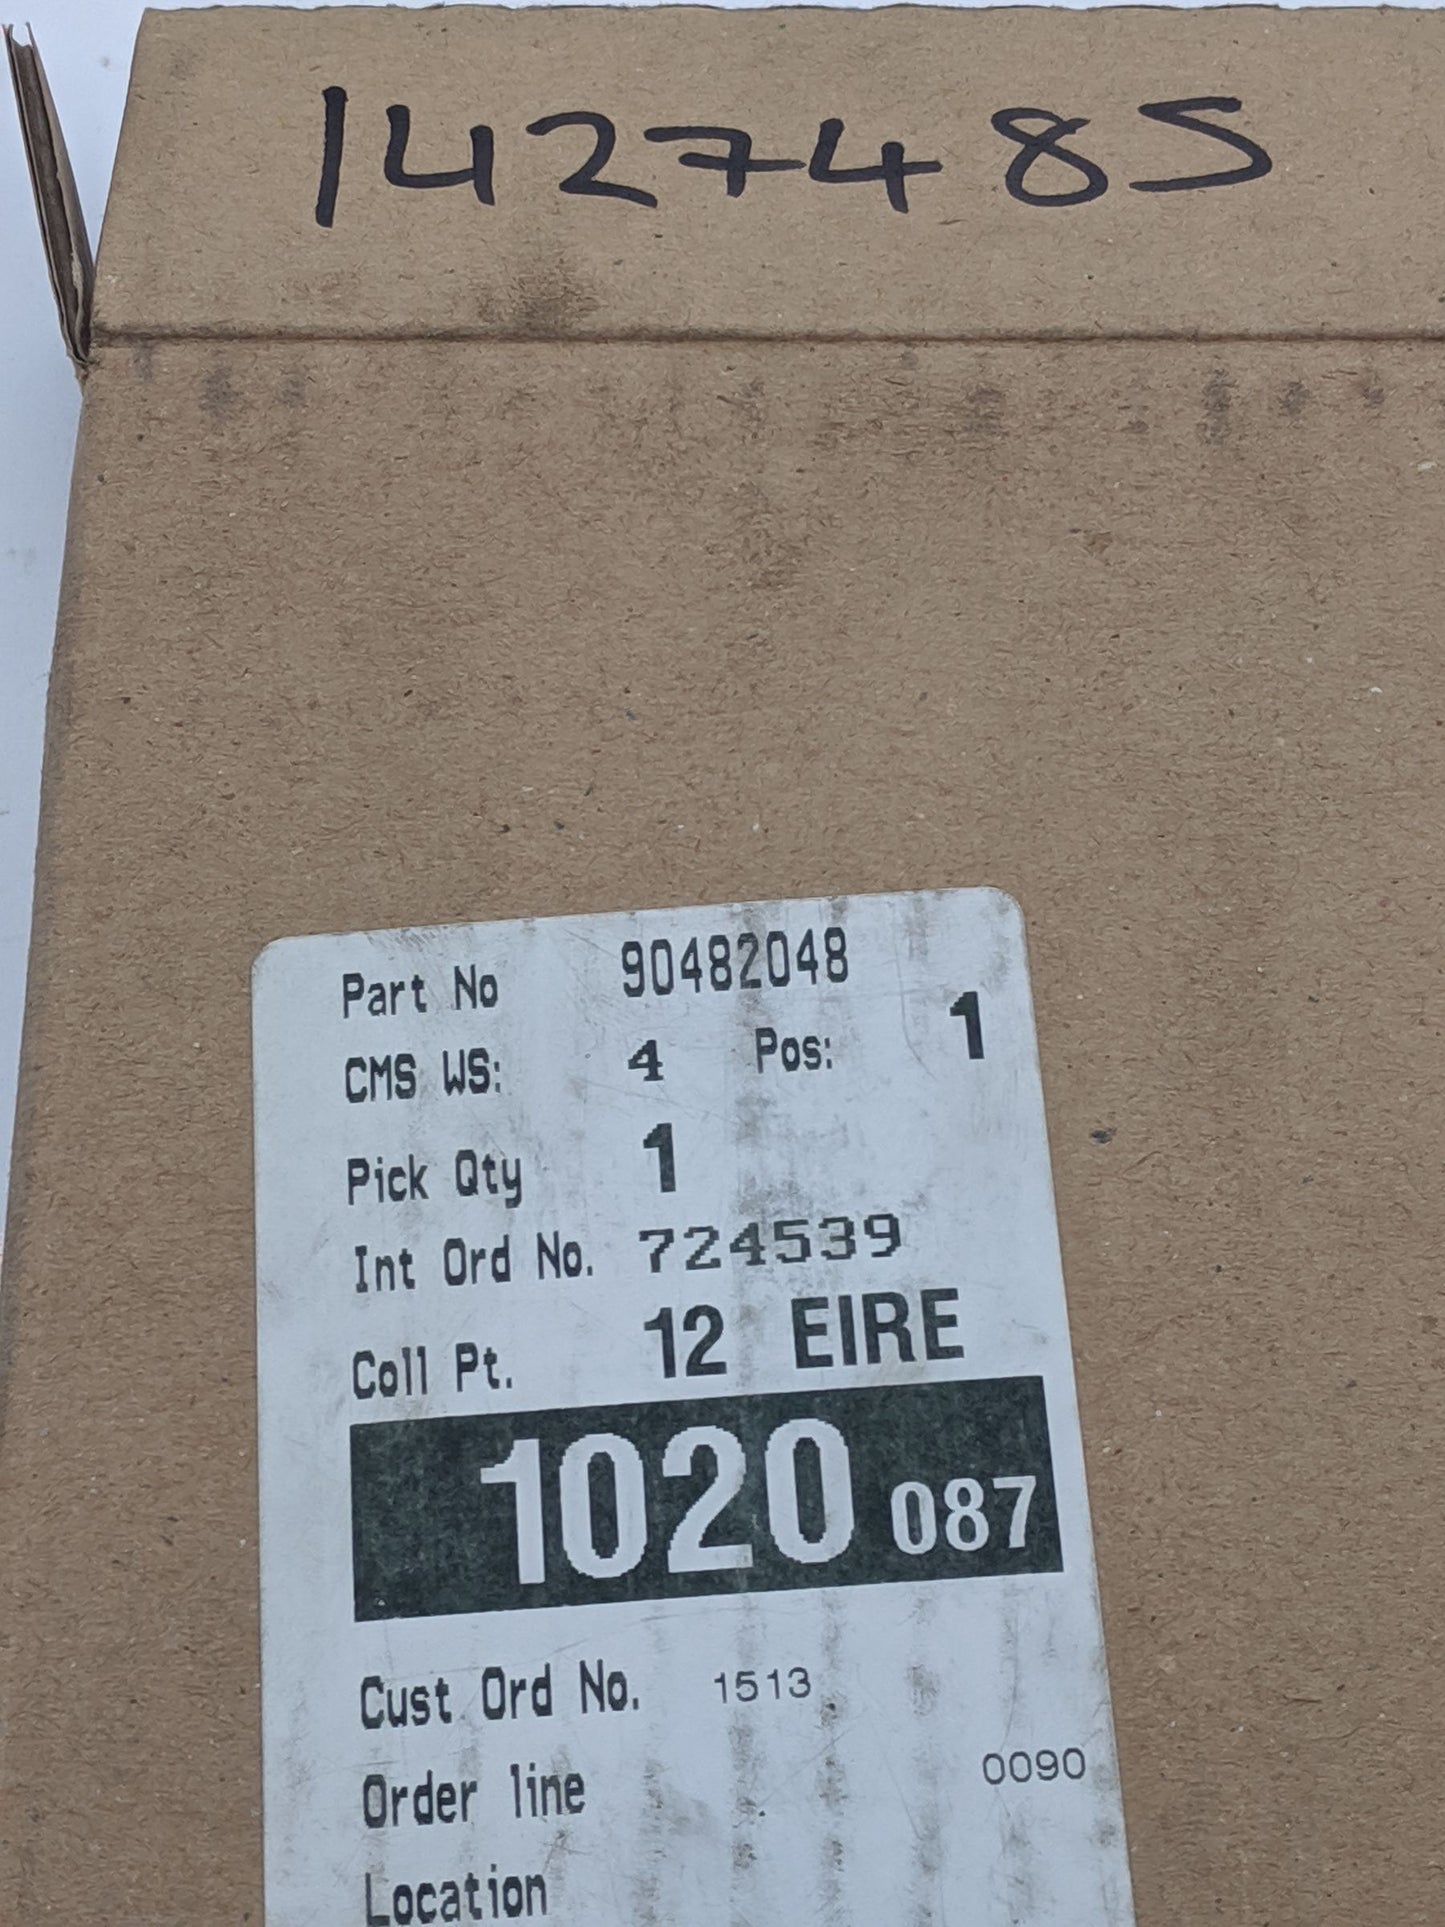 1427485
Part No 90482048
CMS WS: 4 Pos: 1
Pick Qty 1
Int Ord No. 724539
Coll Pt. 12 EIRE
1020 087
Cust Ord No. 1513
Order line 0090
Location